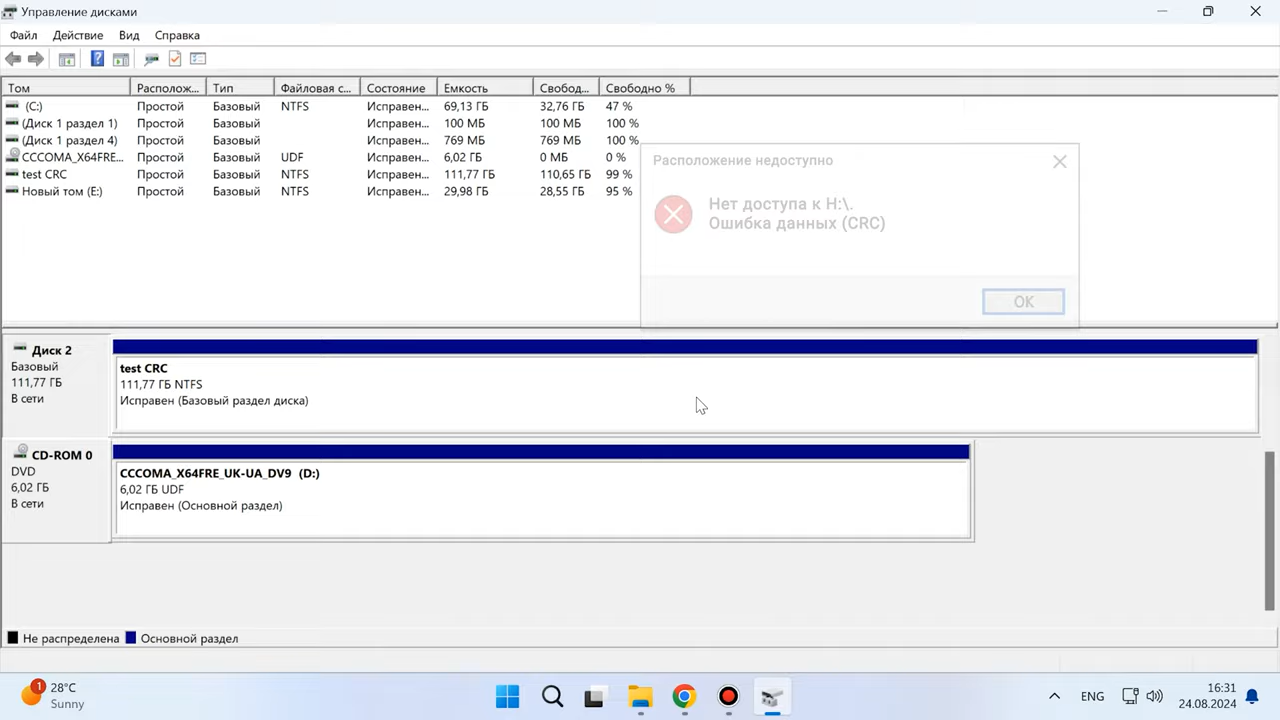 Управление дисками
Файл Действие Вид Справка
Том Располож... Тип Файловая с... Состояние Емкость Свобод... Свободно %
(C:) Простой Базовый NTFS Исправен... 69,13 ГБ 32,76 ГБ 47 %
(Диск 1 раздел 1) Простой Базовый Исправен... 100 МБ 100 МБ 100 %
(Диск 1 раздел 4) Простой Базовый Исправен... 769 МБ 769 МБ 100 %
CCCOMA_X64FRE... Простой Базовый UDF Исправен... 6,02 ГБ 0 МБ 0 %
test CRC Простой Базовый NTFS Исправен... 111,77 ГБ 110,65 ГБ 99 %
Новый том (E:) Простой Базовый NTFS Исправен... 29,98 ГБ 28,55 ГБ 95 %
Расположение недоступно
Нет доступа к H:\.
Ошибка данных (CRC)
OK
Диск 2
Базовый
111,77 ГБ
В сети
test CRC
111,77 ГБ NTFS
Исправен (Базовый раздел диска)
CD-ROM 0
DVD
6,02 ГБ
В сети
CCCOMA_X64FRE_UK-UA_DV9 (D:)
6,02 ГБ UDF
Исправен (Основной раздел)
Не распределена Основной раздел
1
28°C
Sunny
ENG
16:31
24.08.2024